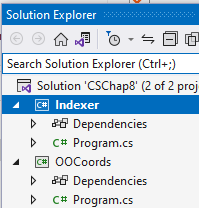 Solution Explorer
Search Solution Explorer (Ctrl+;)
Solution 'CSChap8' (2 of 2 proj
C# Indexer
Dependencies
C# Program.cs
C# OOCoords
Dependencies
C# Program.cs